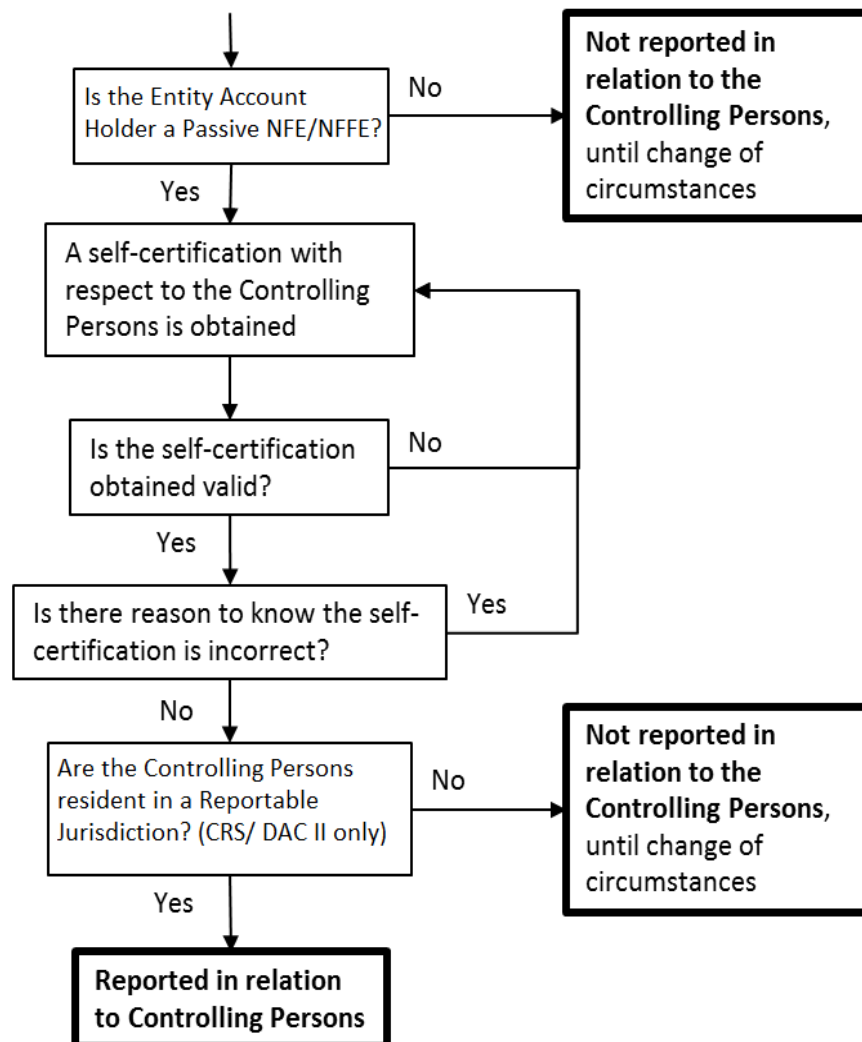 Is the Entity Account
Holder a Passive NFE/NFFE?
No
Not reported in
relation to the
Controlling Persons,
until change of
circumstances
Yes
A self-certification with
respect to the Controlling
Persons is obtained
Is the self-certification
obtained valid?
No
Yes
Is there reason to know the self-
certification is incorrect?
Yes
No
Are the Controlling Persons
resident in a Reportable
Jurisdiction? (CRS/ DAC II only)
No
Not reported in
relation to the
Controlling Persons,
until change of
circumstances
Yes
Reported in relation
to Controlling Persons